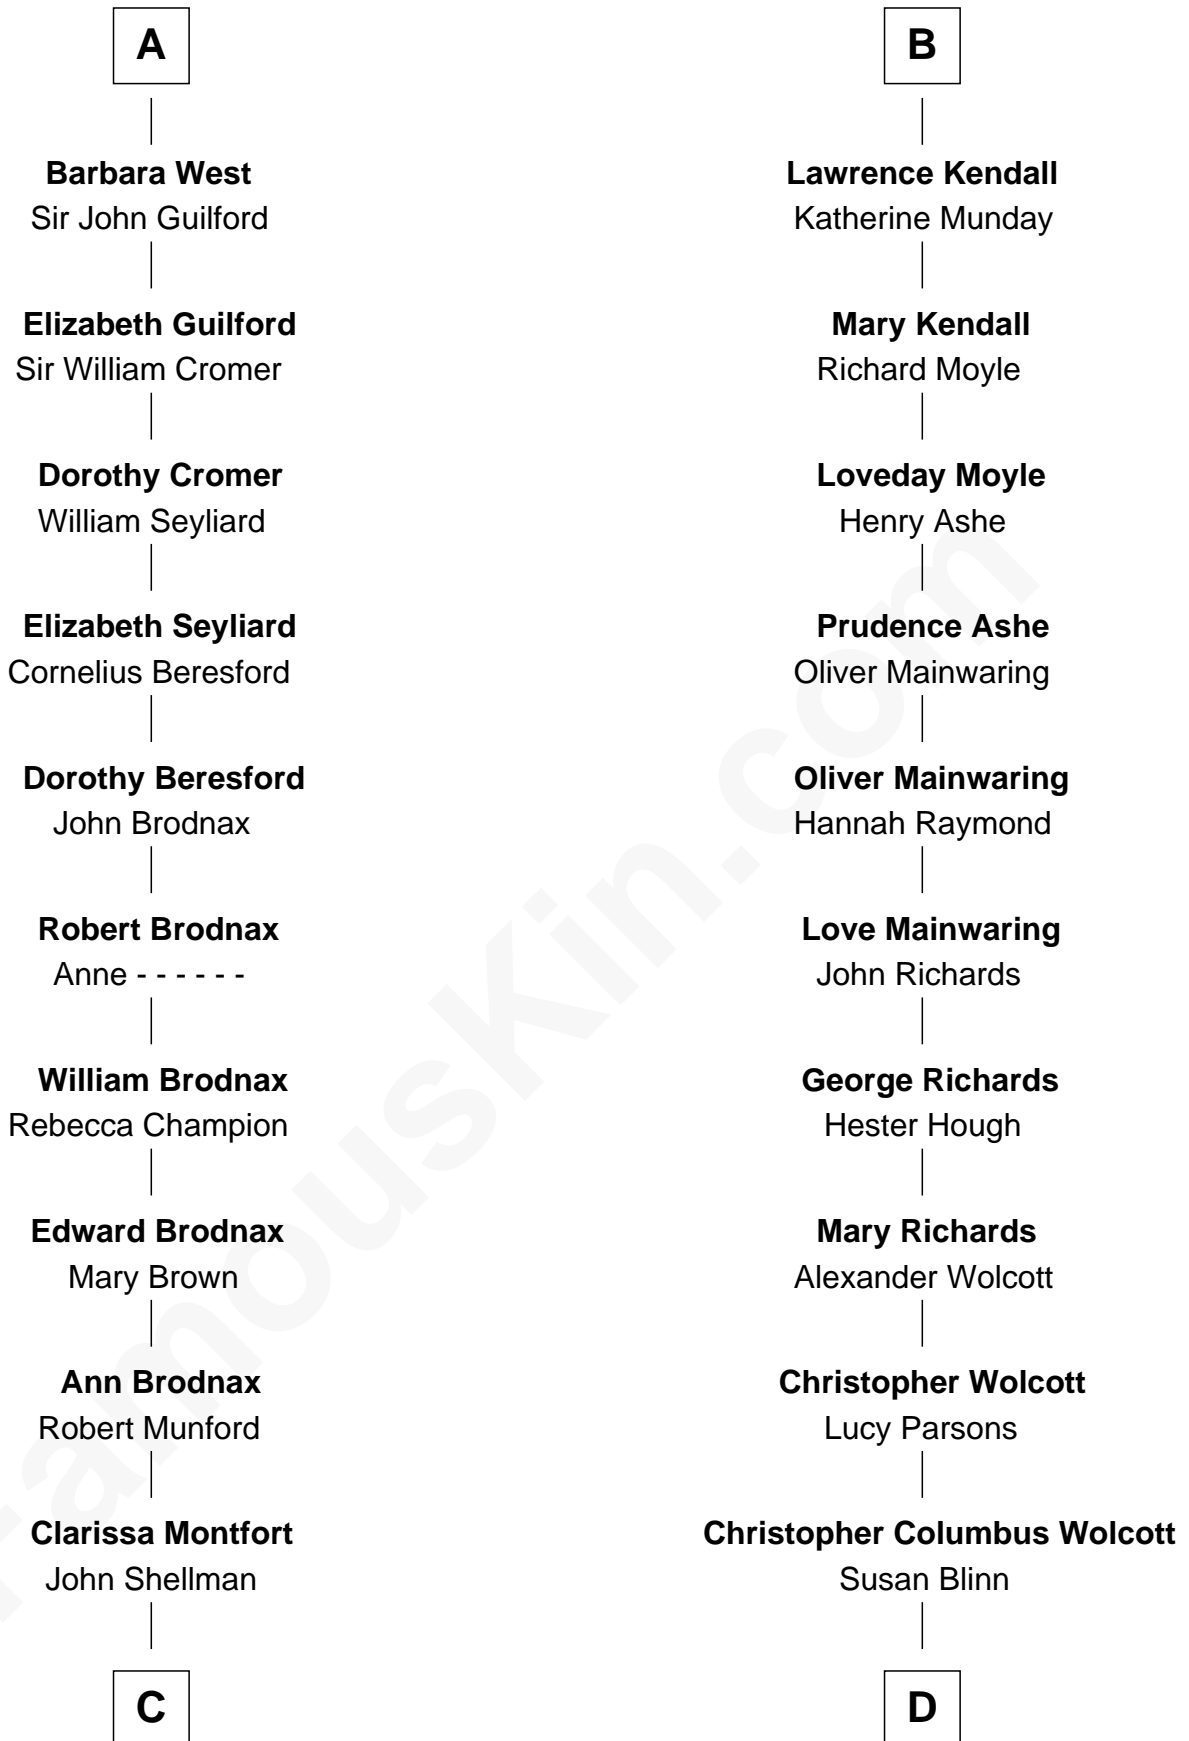 A
Barbara West
Sir John Guilford
Elizabeth Guilford
Sir William Cromer
Dorothy Cromer
William Seyliard
Elizabeth Seyliard
Cornelius Beresford
Dorothy Beresford
John Brodnax
Robert Brodnax
Anne - - - - - -
William Brodnax
Rebecca Champion
Edward Brodnax
Mary Brown
Ann Brodnax
Robert Munford
Clarissa Montfort
John Shellman
C
B
Lawrence Kendall
Katherine Munday
Mary Kendall
Richard Moyle
Loveday Moyle
Henry Ashe
Prudence Ashe
Oliver Mainwaring
Oliver Mainwaring
Hannah Raymond
Love Mainwaring
John Richards
George Richards
Hester Hough
Mary Richards
Alexander Wolcott
Christopher Wolcott
Lucy Parsons
Christopher Columbus Wolcott
Susan Blinn
D
FamousKin.com